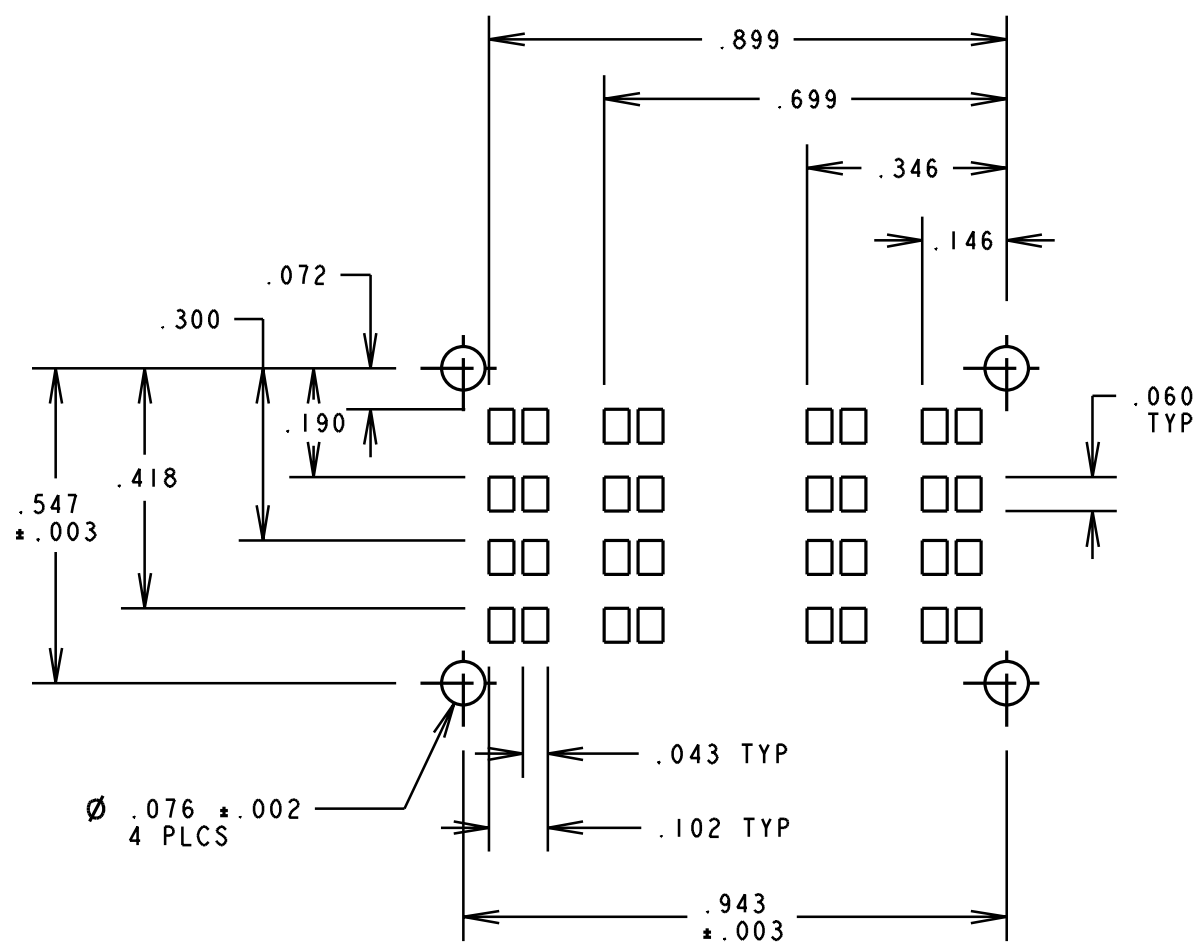 .899
.699
.346
.146
.072
.300
.060
TYP
.190
.418
.547
±.003
.043 TYP
Ø .076 ±.002
4 PLCS
.102 TYP
.943
±.003